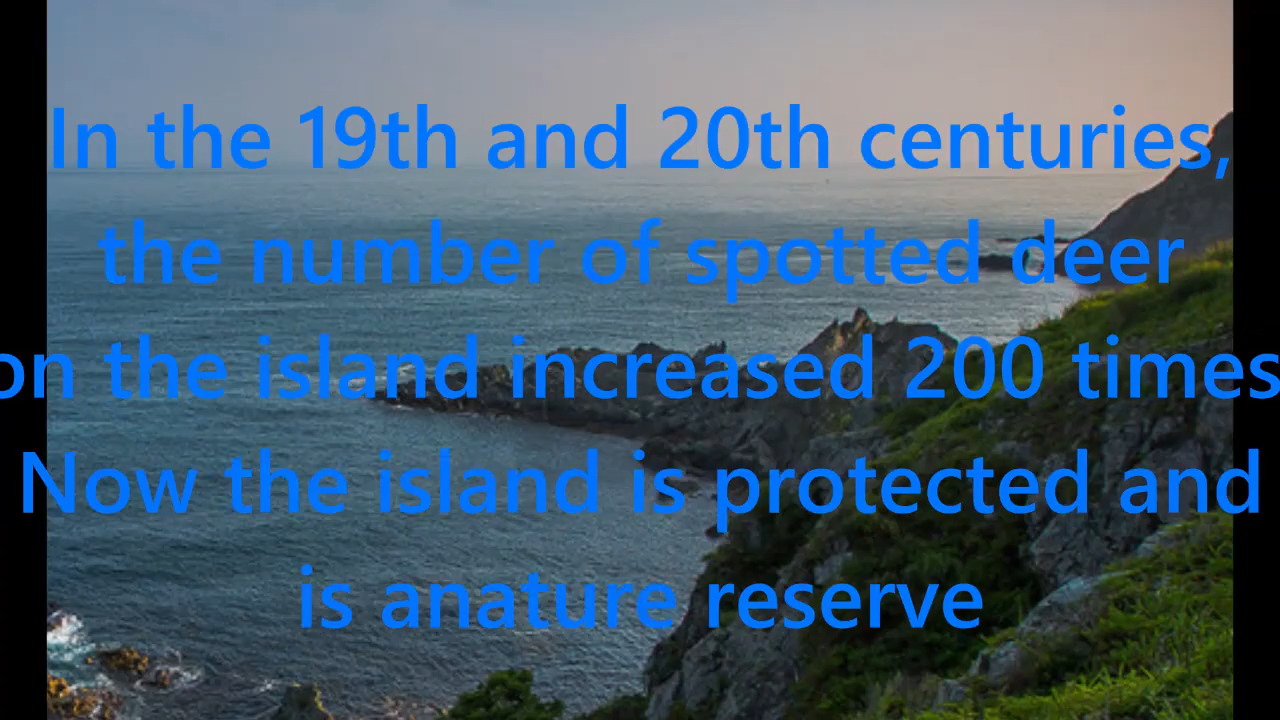 In the 19th and 20th centuries,
the number of spotted deer
on the island increased 200 times
Now the island is protected and
is anature reserve